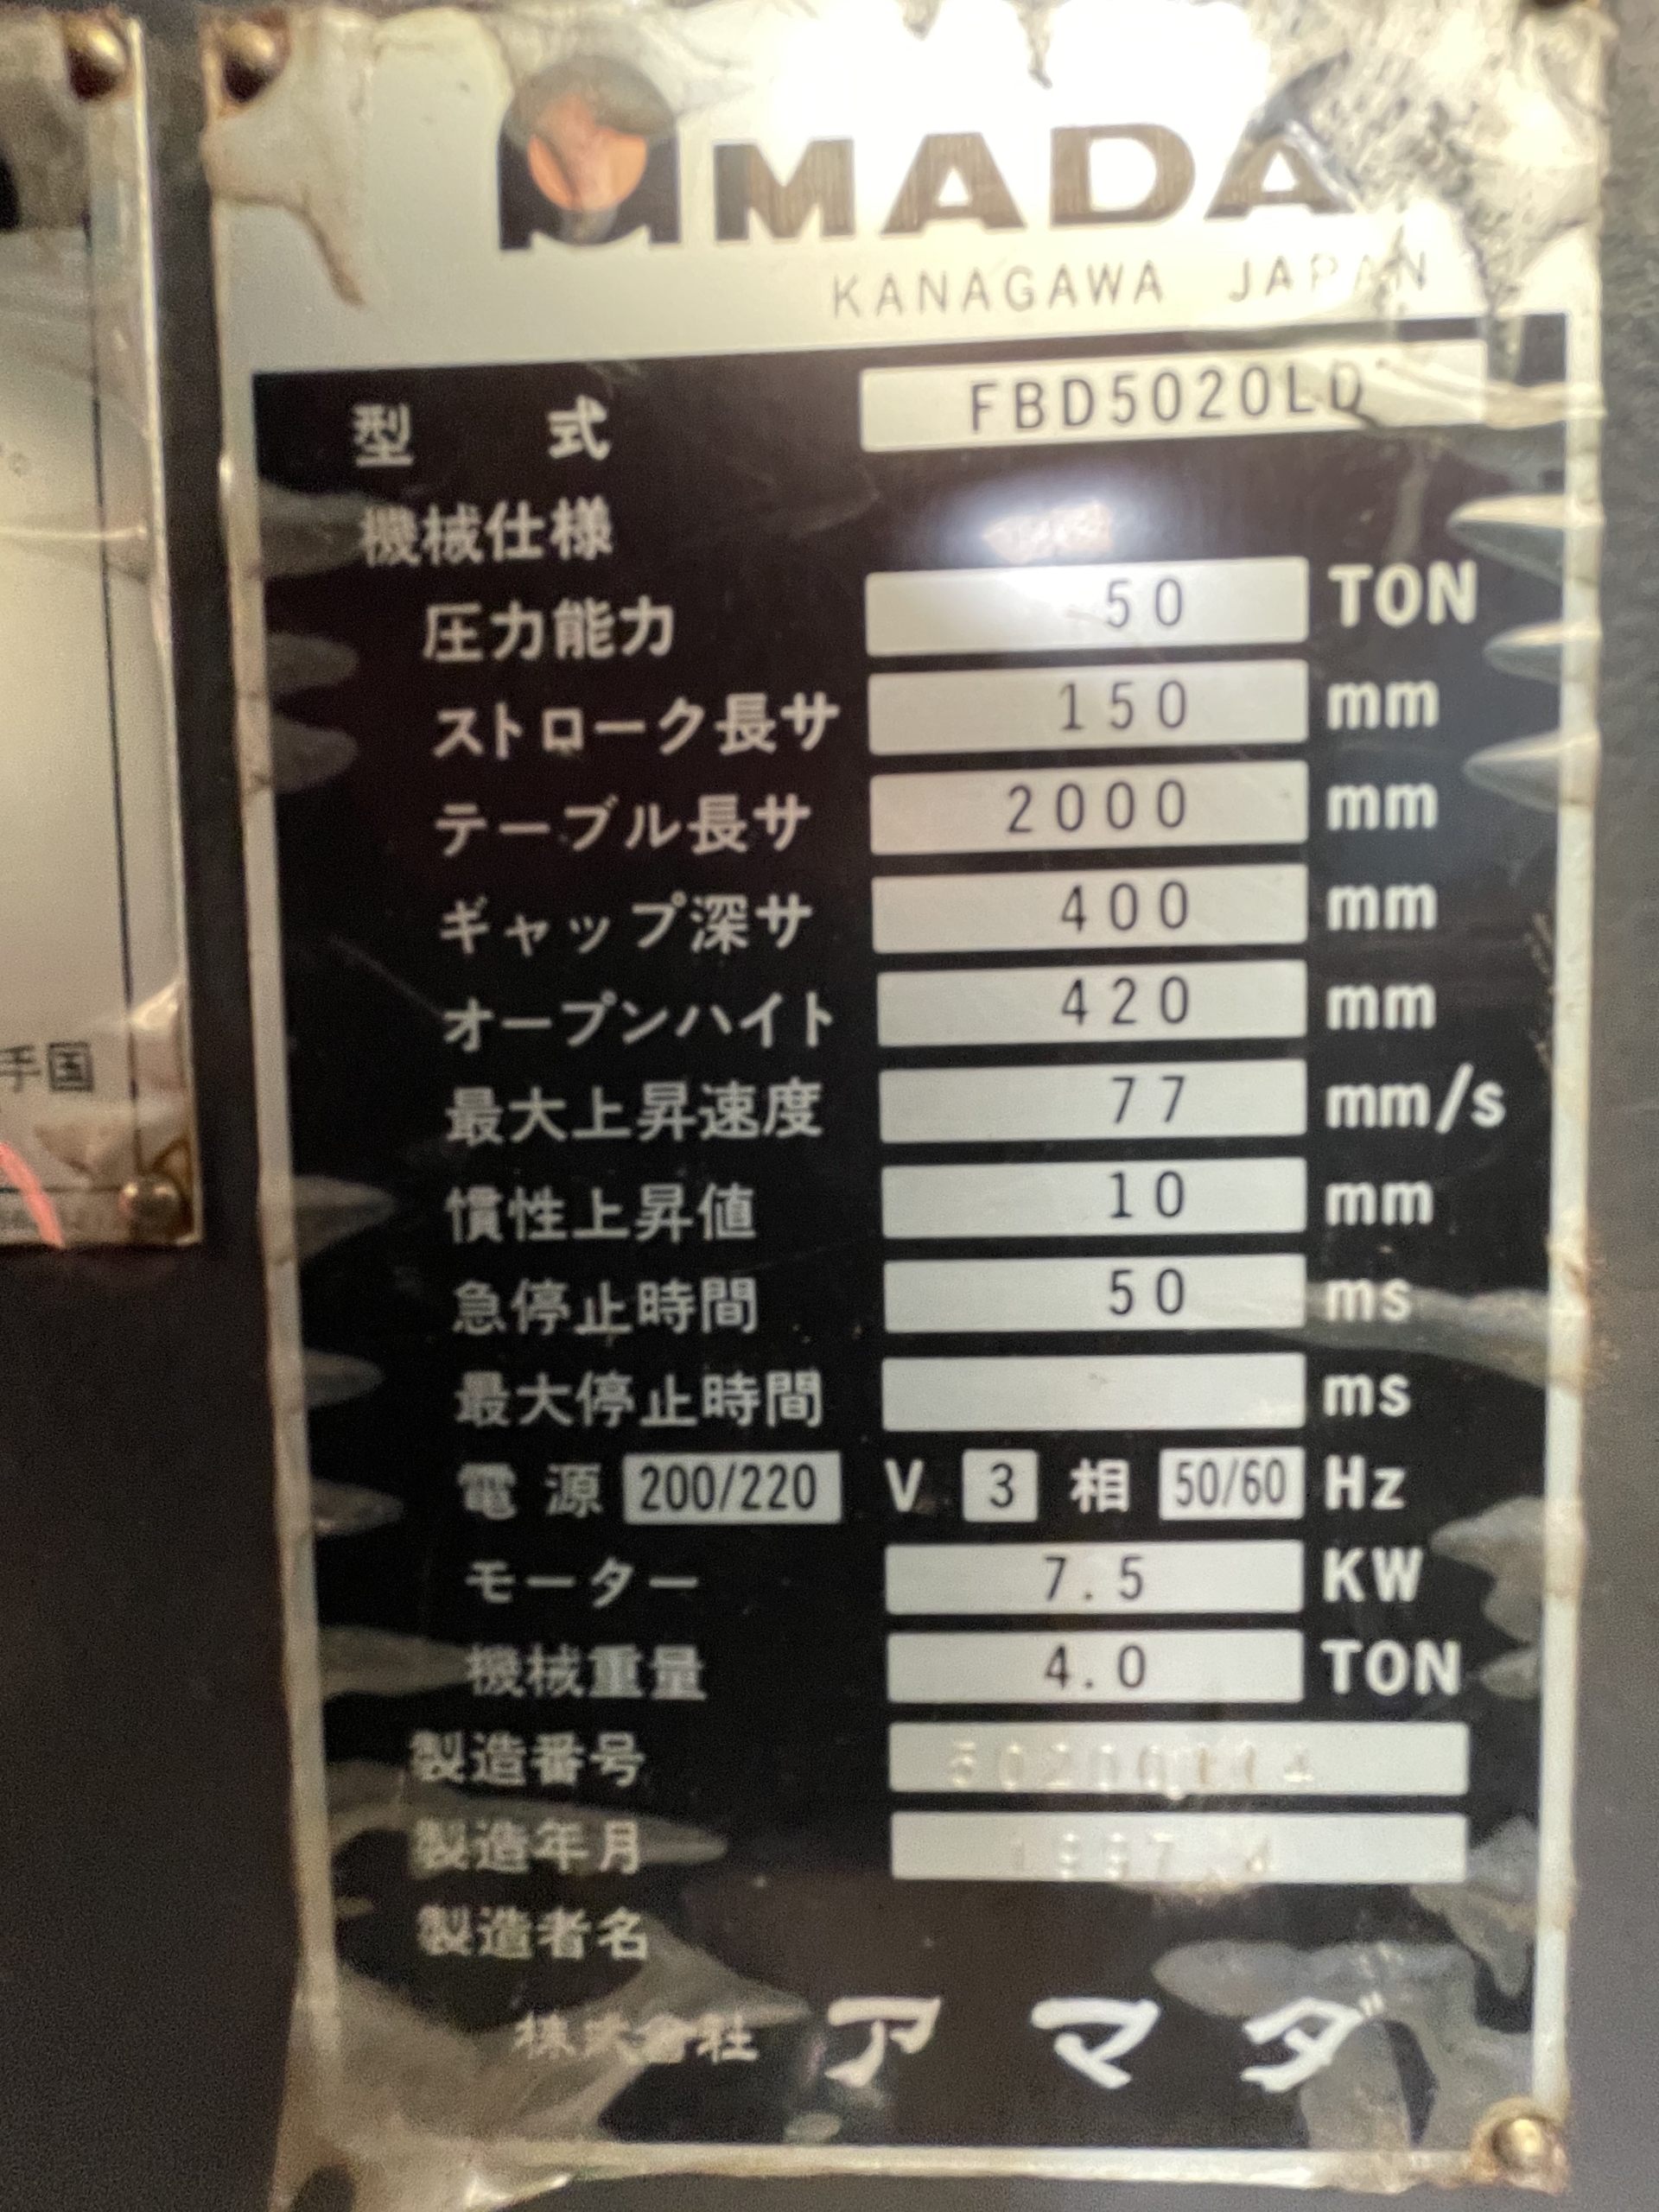 AMADA
KANAGAWA JAPAN
型 式 FBD5020LD
機械仕様
圧力能力 50 TON
ストローク長サ 150 mm
テーブル長サ 2000 mm
ギャップ深サ 400 mm
オープンハイト 420 mm
最大上昇速度 77 mm/s
慣性上昇値 10 mm
急停止時間 50 ms
最大停止時間 ms
電源 200/220 V 3 相 50/60 Hz
モーター 7.5 KW
機械重量 4.0 TON
製造番号
製造年月 1997 4
製造者名
株式會社 アマダ
手国